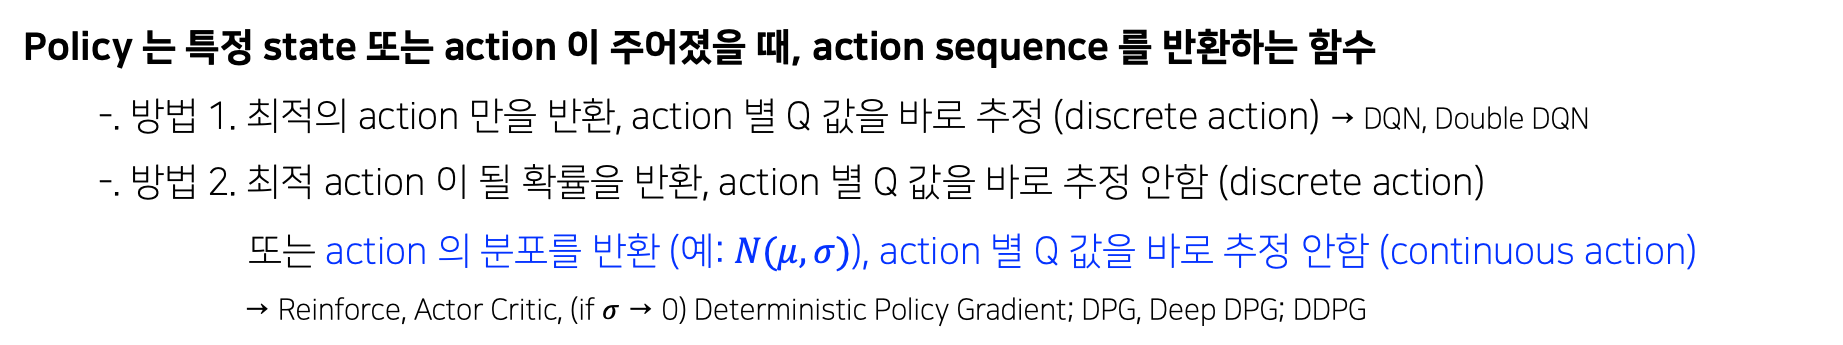 Policy 는 특정 state 또는 action 이 주어졌을 때, action sequence 를 반환하는 함수
-. 방법 1. 최적의 action 만을 반환, action 별 Q 값을 바로 추정 (discrete action) → DQN, Double DQN
-. 방법 2. 최적 action 이 될 확률을 반환, action 별 Q 값을 바로 추정 안함 (discrete action)
또는 action 의 분포를 반환 (예: N(μ, σ)), action 별 Q 값을 바로 추정 안함 (continuous action)
→ Reinforce, Actor Critic, (if σ → 0) Deterministic Policy Gradient; DPG, Deep DPG; DDPG